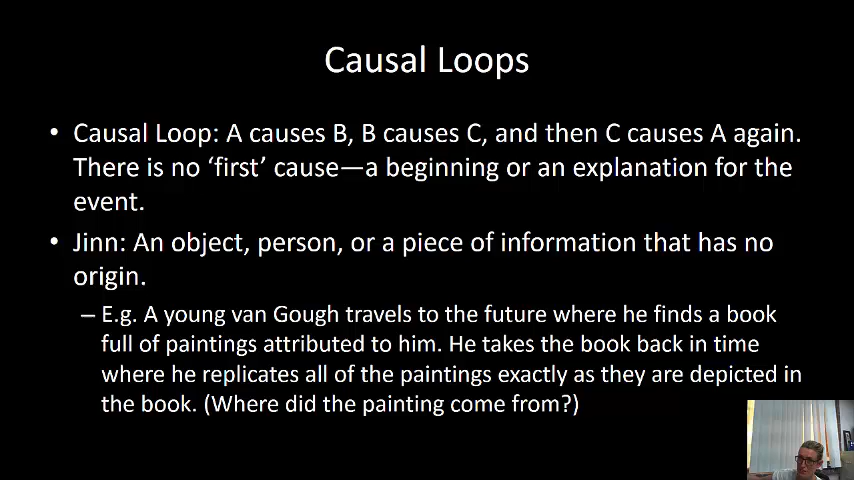 Causal Loops
• Causal Loop: A causes B, B causes C, and then C causes A again.
There is no ‘first’ cause—a beginning or an explanation for the
event.
• Jinn: An object, person, or a piece of information that has no
origin.
– E.g. A young van Gough travels to the future where he finds a book
full of paintings attributed to him. He takes the book back in time
where he replicates all of the paintings exactly as they are depicted in
the book. (Where did the painting come from?)